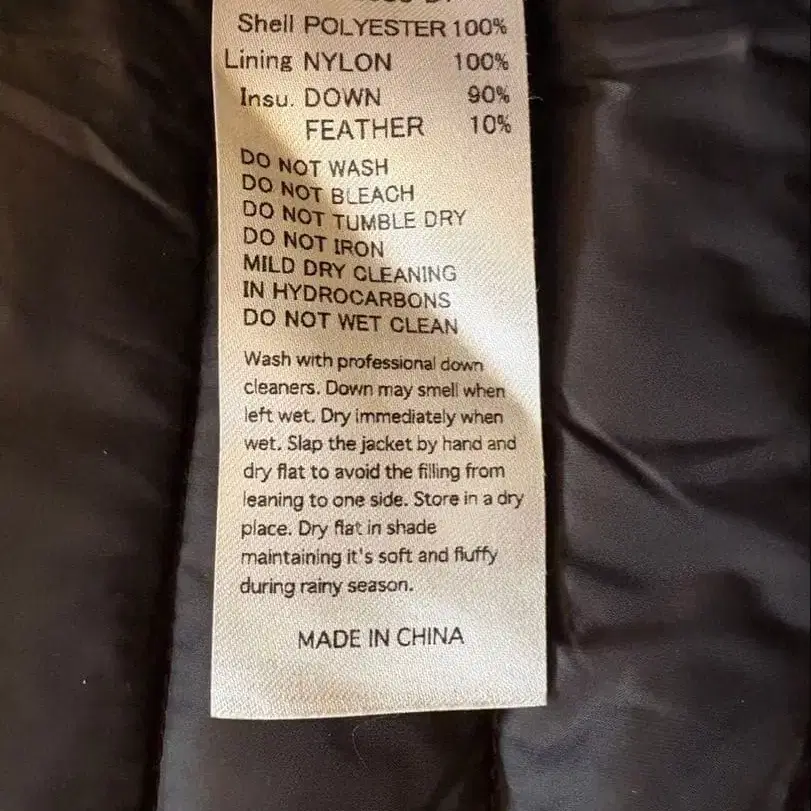 Shell POLYESTER 100%
Lining NYLON 100%
Insu. DOWN 90%
FEATHER 10%
DO NOT WASH
DO NOT BLEACH
DO NOT TUMBLE DRY
DO NOT IRON
MILD DRY CLEANING
IN HYDROCARBONS
DO NOT WET CLEAN
Wash with professional down
cleaners. Down may smell when
left wet. Dry immediately when
wet. Slap the jacket by hand and
dry flat to avoid the filling from
leaning to one side. Store in a dry
place. Dry flat in shade
maintaining it's soft and fluffy
during rainy season.
MADE IN CHINA